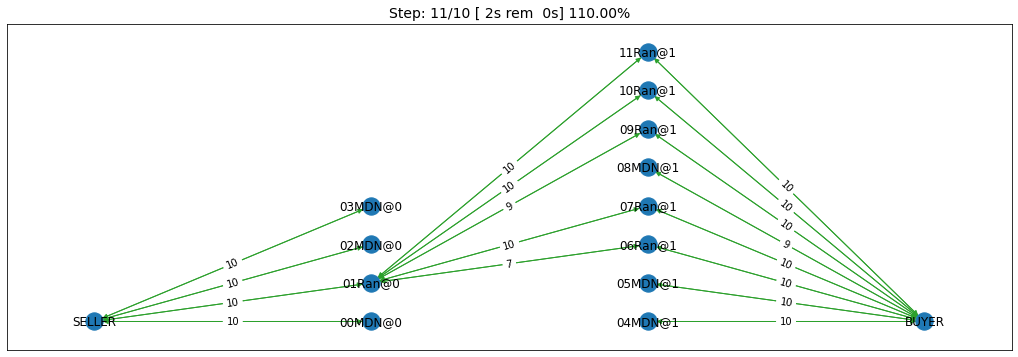 Step: 11/10 [ 2s rem  0s] 110.00%
11Ran@1
10Ran@1
09Ran@1
08MDN@1
03MDN@0
07Ran@1
02MDN@0
06Ran@1
01Ran@0
05MDN@1
SELLER
00MDN@0
04MDN@1
BUYER
10
10
10
10
10
10
9
10
7
10
10
10
9
10
10
10
10